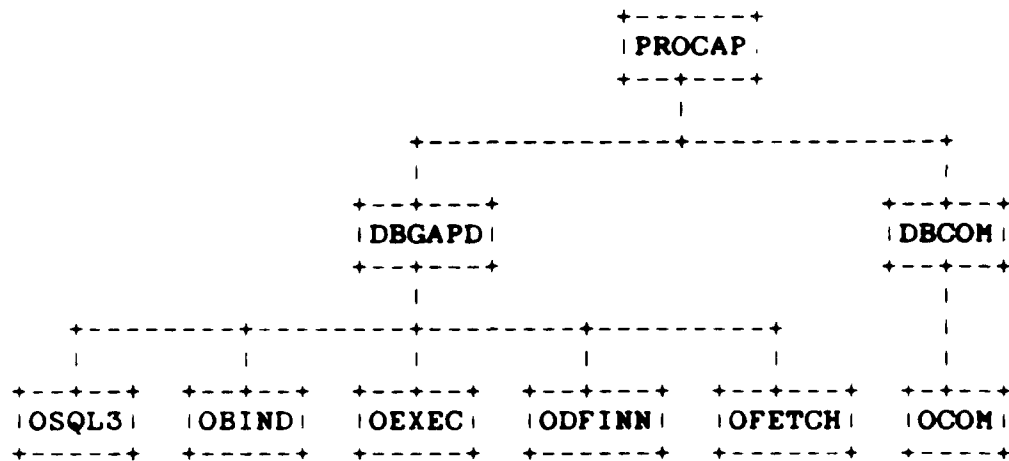 PROCAP
DBGAPD DBCOM
OSQL3 OBIND OEXEC ODFINN OFETCH OCOM